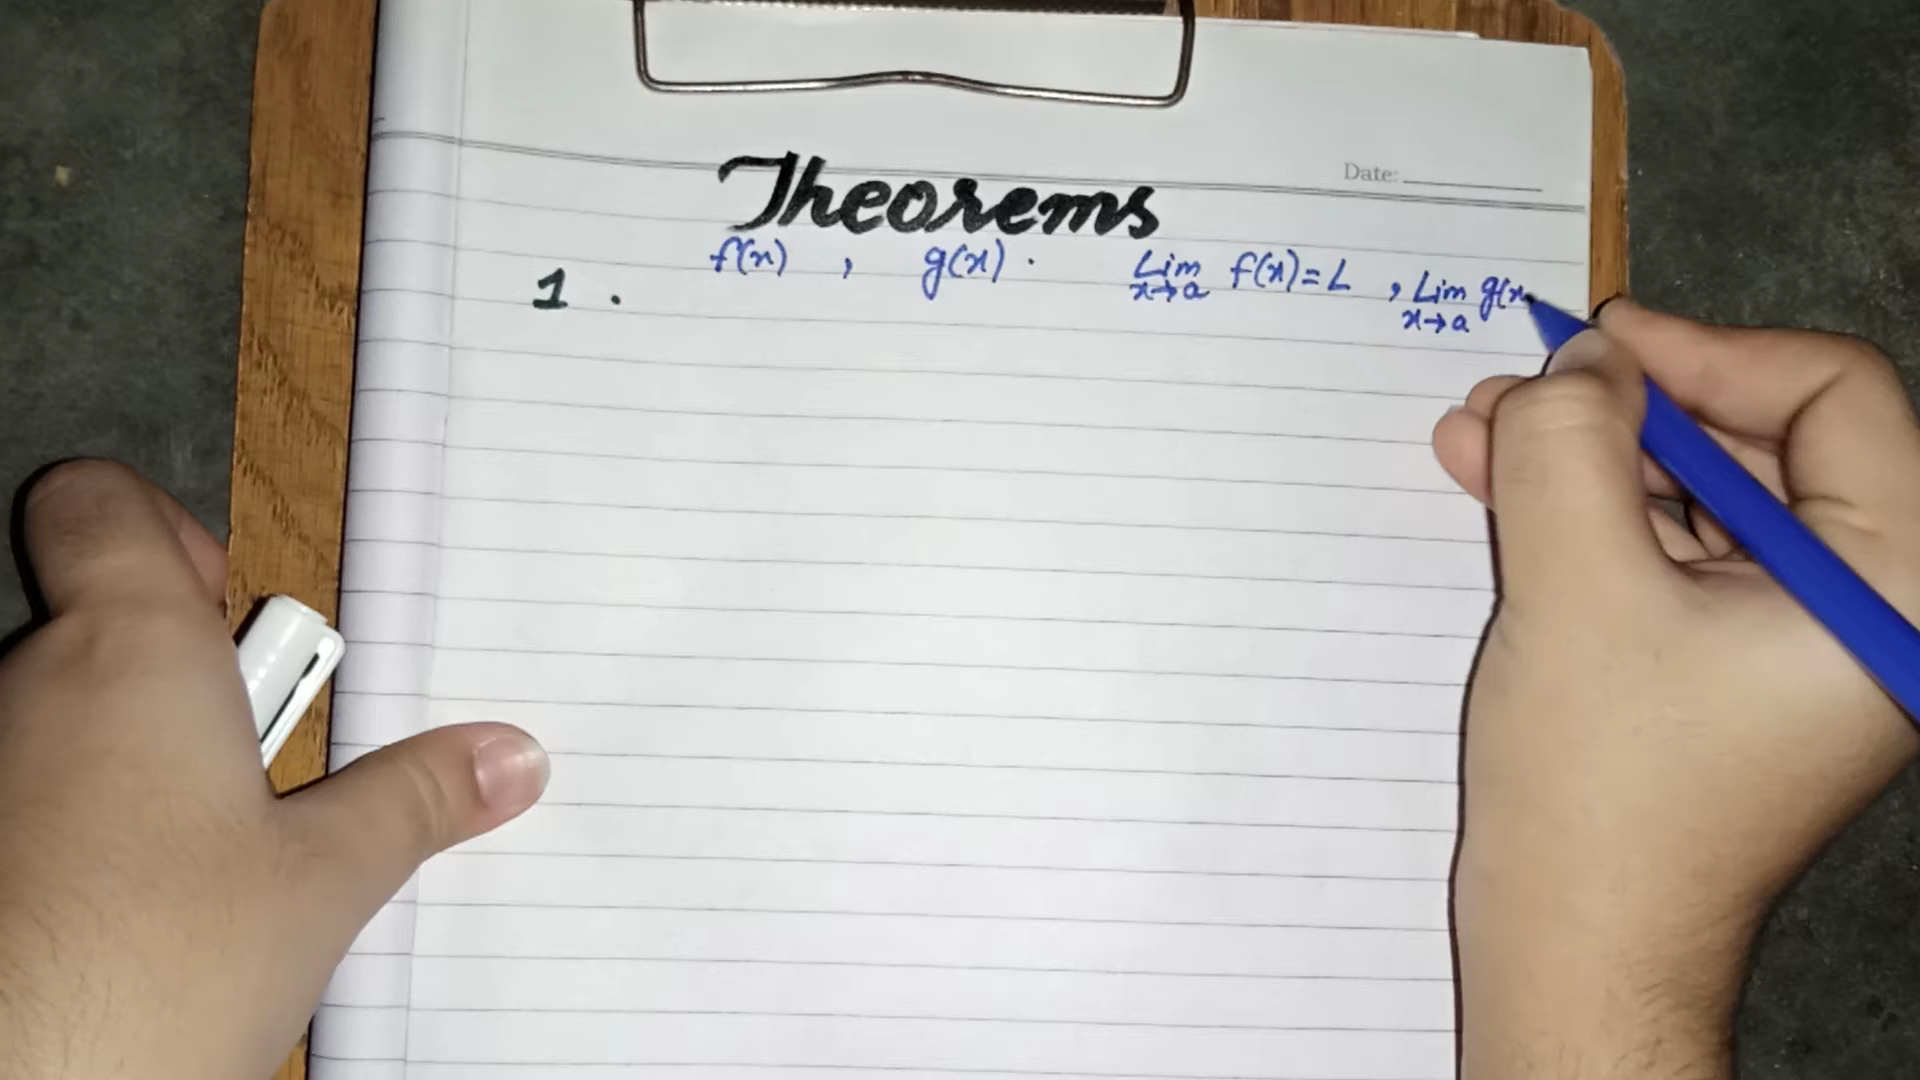 Date:
Theorems
f(x) , g(x) . Lim f(x)=L , Lim g(x
x→a x→a
1 .